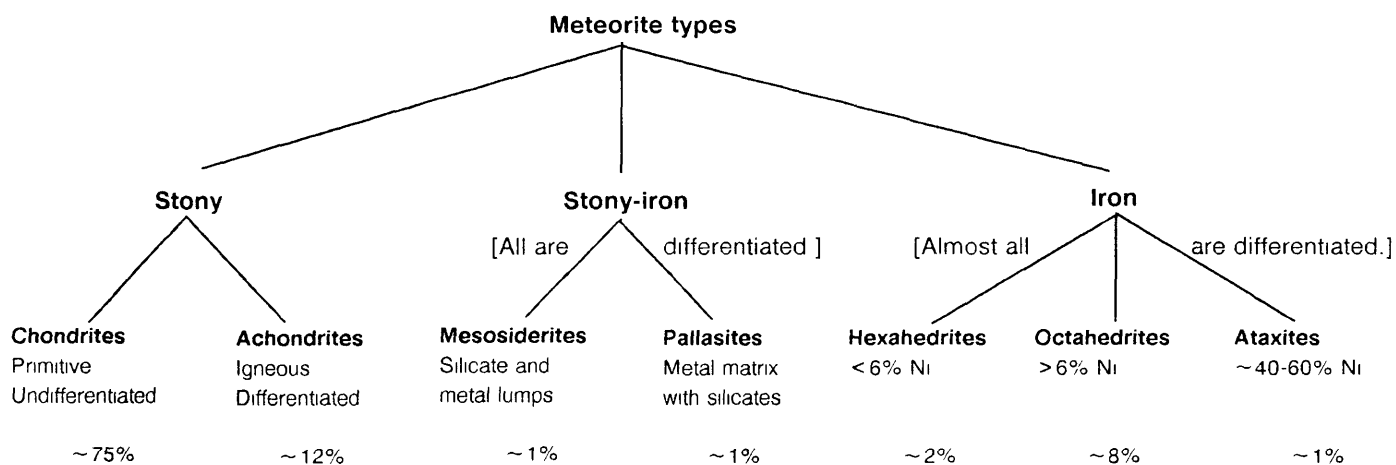 Meteorite types
Stony
Stony-iron
Iron
[All are differentiated ]
[Almost all are differentiated.]
Chondrites
Primitive
Undifferentiated
Achondrites
Igneous
Differentiated
Mesosiderites
Silicate and
metal lumps
Pallasites
Metal matrix
with silicates
Hexahedrites
<6% Ni
Octahedrites
>6% Ni
Ataxites
~40-60% Ni
~75%
~12%
~1%
~1%
~2%
~8%
~1%